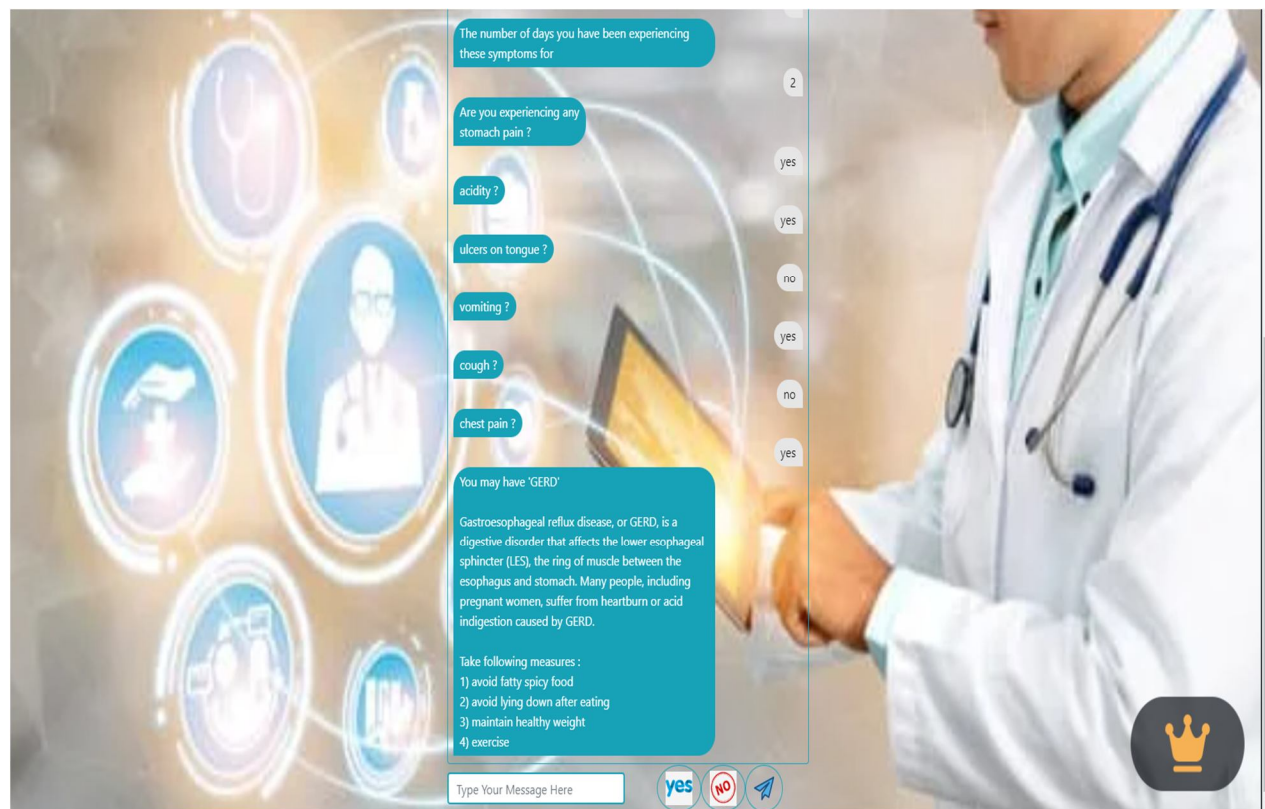 The number of days you have been experiencing
these symptoms for
2
Are you experiencing any
stomach pain ?
yes
acidity ?
yes
ulcers on tongue ?
no
vomiting ?
yes
cough ?
no
chest pain ?
yes
You may have 'GERD'
Gastroesophageal reflux disease, or GERD, is a
digestive disorder that affects the lower esophageal
sphincter (LES), the ring of muscle between the
esophagus and stomach. Many people, including
pregnant women, suffer from heartburn or acid
indigestion caused by GERD.
Take following measures :
1) avoid fatty spicy food
2) avoid lying down after eating
3) maintain healthy weight
4) exercise
Type Your Message Here
yes
NO